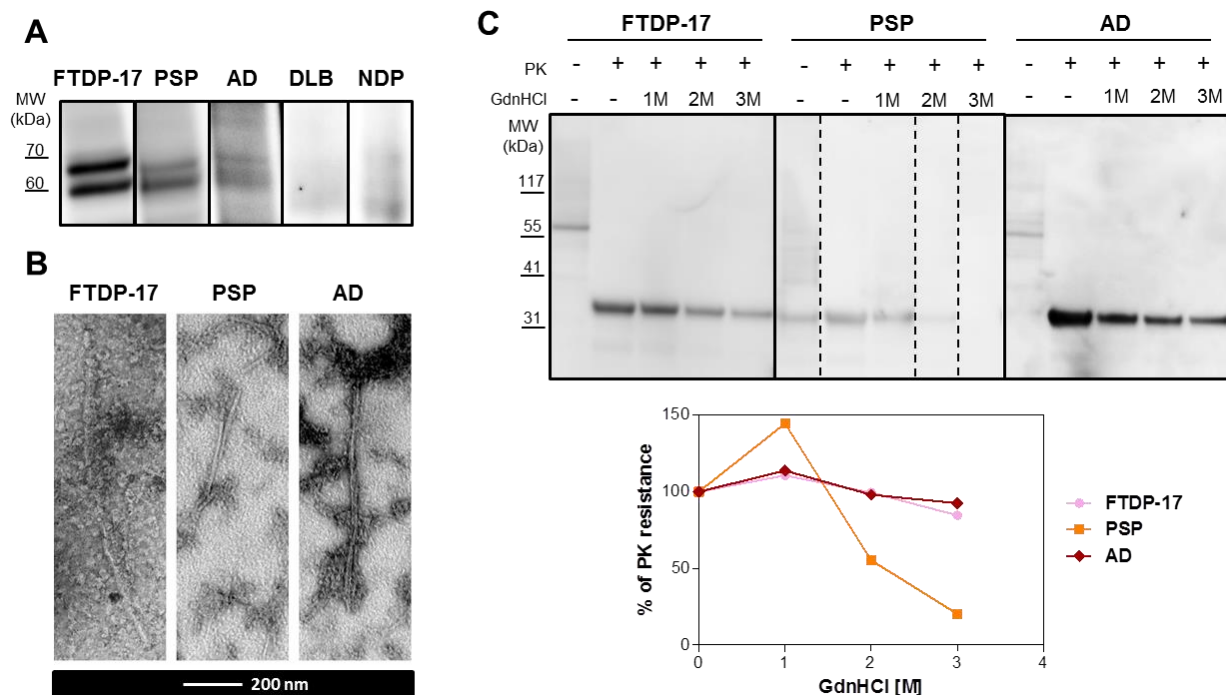 A
FTDP-17 PSP AD DLB NDP
MW
(kDa)
70
60
B
FTDP-17 PSP AD
200 nm
C
FTDP-17 PSP AD
PK - + + + + - + + + + - + + + +
GdnHCl - - 1M 2M 3M - - 1M 2M 3M - - 1M 2M 3M
MW
(kDa)
117
55
41
31
150
100
50
0
0 1 2 3 4
% of PK resistance
GdnHCl [M]
FTDP-17
PSP
AD